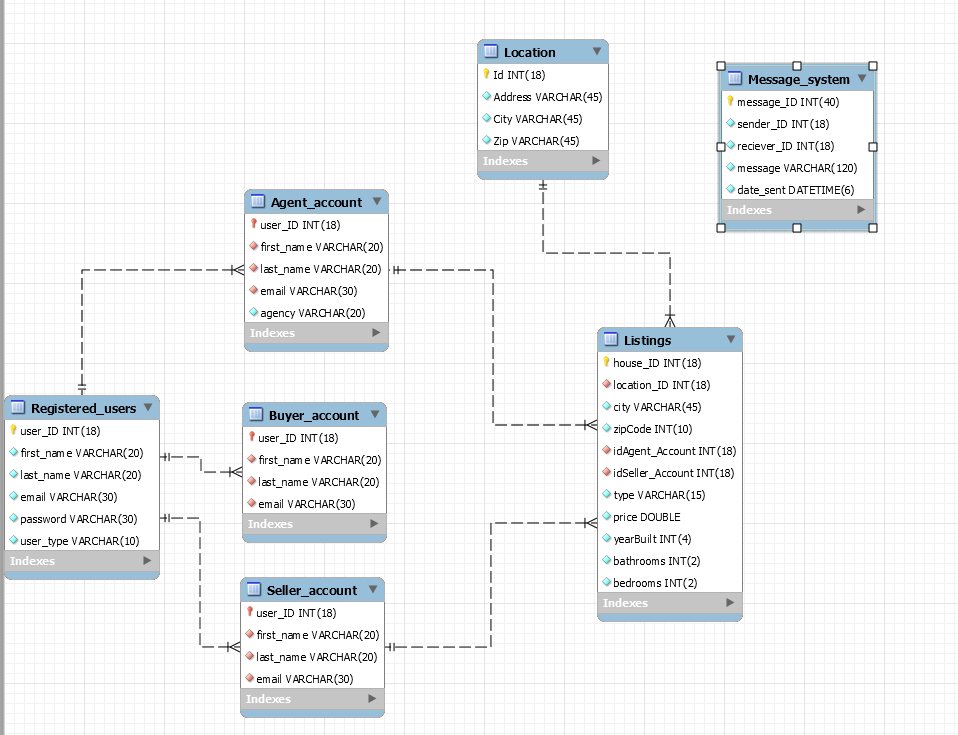 Location
Id INT(18)
Address VARCHAR(45)
City VARCHAR(45)
Zip VARCHAR(45)
Indexes
Message_system
message_ID INT(40)
sender_ID INT(18)
reciever_ID INT(18)
message VARCHAR(120)
date_sent DATETIME(6)
Indexes
Agent_account
user_ID INT(18)
first_name VARCHAR(20)
last_name VARCHAR(20)
email VARCHAR(30)
agency VARCHAR(20)
Indexes
Listings
house_ID INT(18)
location_ID INT(18)
city VARCHAR(45)
zipCode INT(10)
idAgent_Account INT(18)
idSeller_Account INT(18)
type VARCHAR(15)
price DOUBLE
yearBuilt INT(4)
bathrooms INT(2)
bedrooms INT(2)
Indexes
Registered_users
user_ID INT(18)
first_name VARCHAR(20)
last_name VARCHAR(20)
email VARCHAR(30)
password VARCHAR(30)
user_type VARCHAR(10)
Indexes
Buyer_account
user_ID INT(18)
first_name VARCHAR(20)
last_name VARCHAR(20)
email VARCHAR(30)
Indexes
Seller_account
user_ID INT(18)
first_name VARCHAR(20)
last_name VARCHAR(20)
email VARCHAR(30)
Indexes